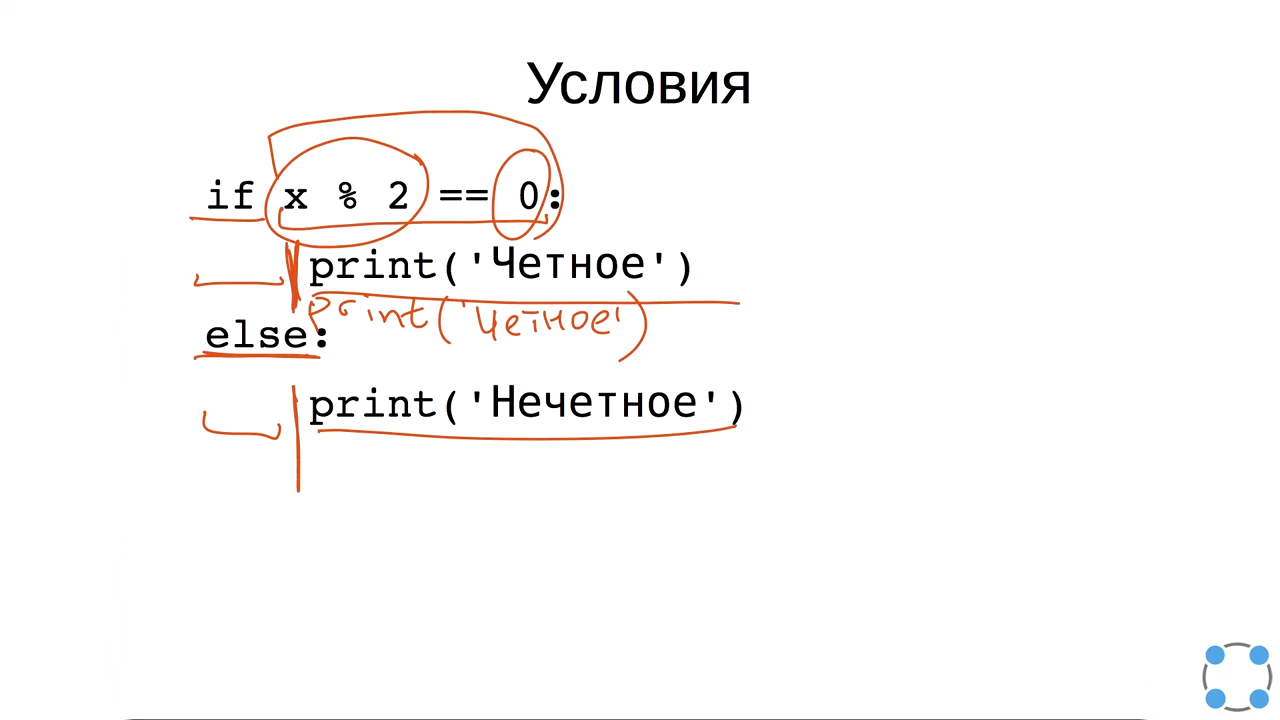 Условия
if x % 2 == 0:
print('Четное')
print('Четное')
else:
print('Нечетное')